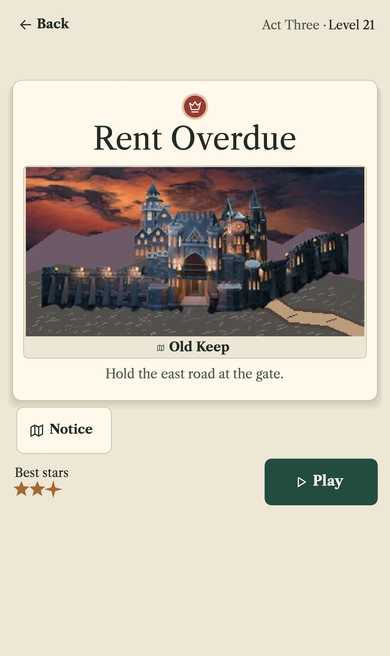 Back
Act Three · Level 21
Rent Overdue
Old Keep
Hold the east road at the gate.
Notice
Best stars
Play